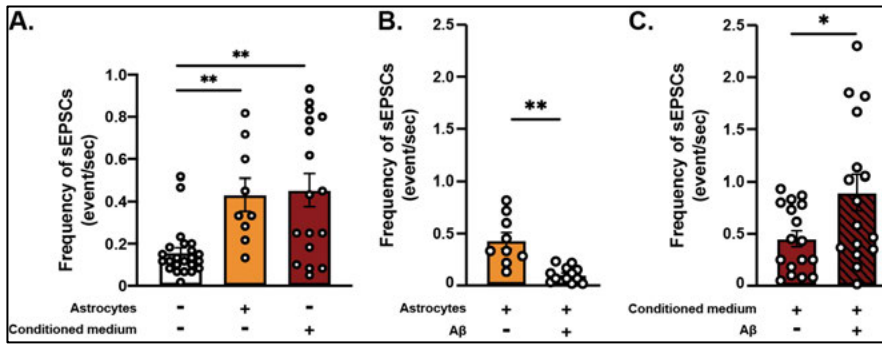 A.
Frequency of sEPSCs
(event/sec)
1.0
0.8
0.6
0.4
0.2
0
**
**
Astrocytes - + -
Conditioned medium - - +
B.
Frequency of sEPSCs
(event/sec)
2.5
2.0
1.5
1.0
0.5
0
**
Astrocytes + +
Aβ - +
C.
Frequency of sEPSCs
(event/sec)
2.5
2.0
1.5
1.0
0.5
0
*
Conditioned medium + +
Aβ - +